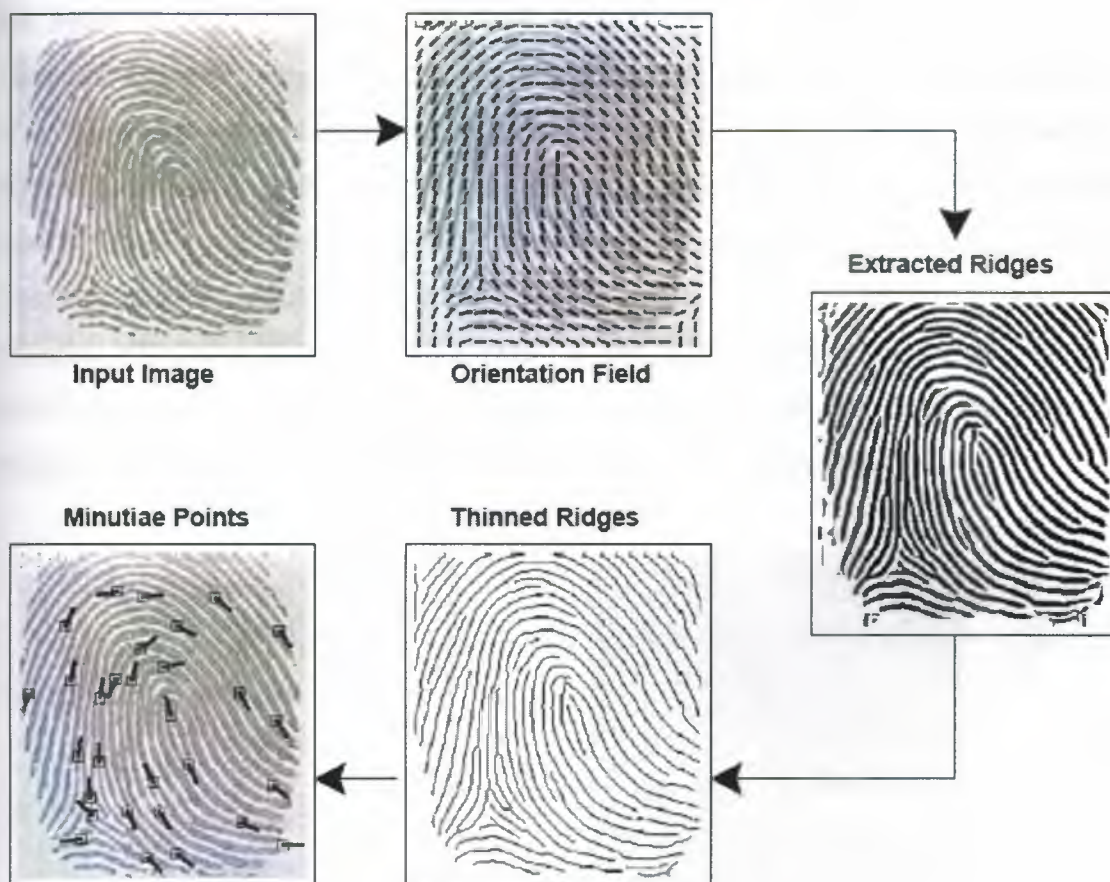 Input Image
Orientation Field
Extracted Ridges
Thinned Ridges
Minutiae Points